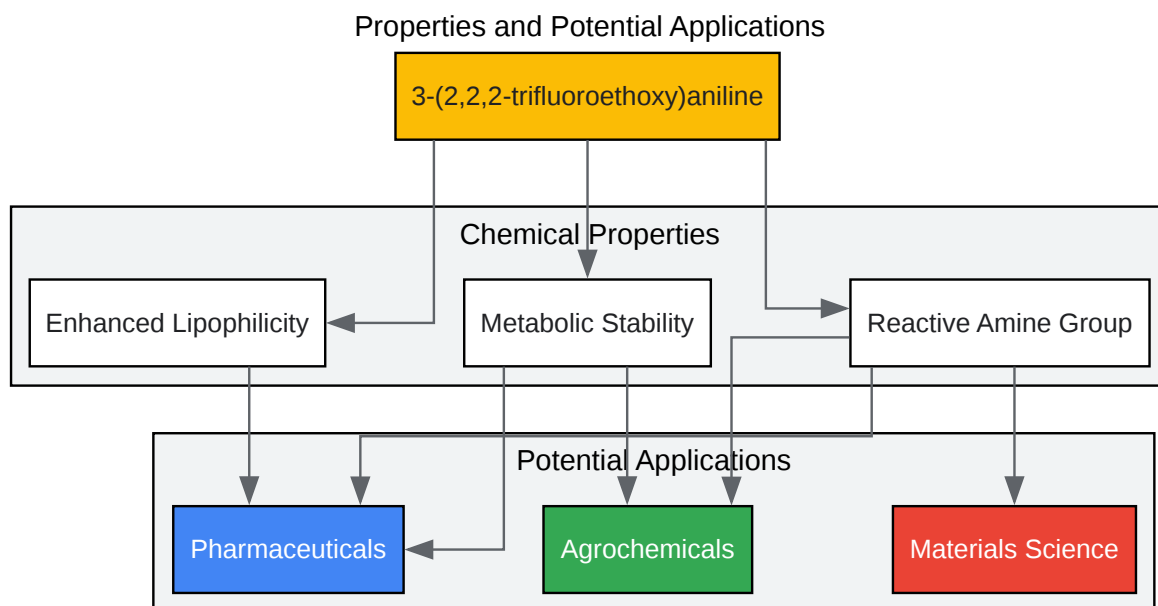 Properties and Potential Applications
3-(2,2,2-trifluoroethoxy)aniline
Chemical Properties
Enhanced Lipophilicity
Metabolic Stability
Reactive Amine Group
Potential Applications
Pharmaceuticals
Agrochemicals
Materials Science